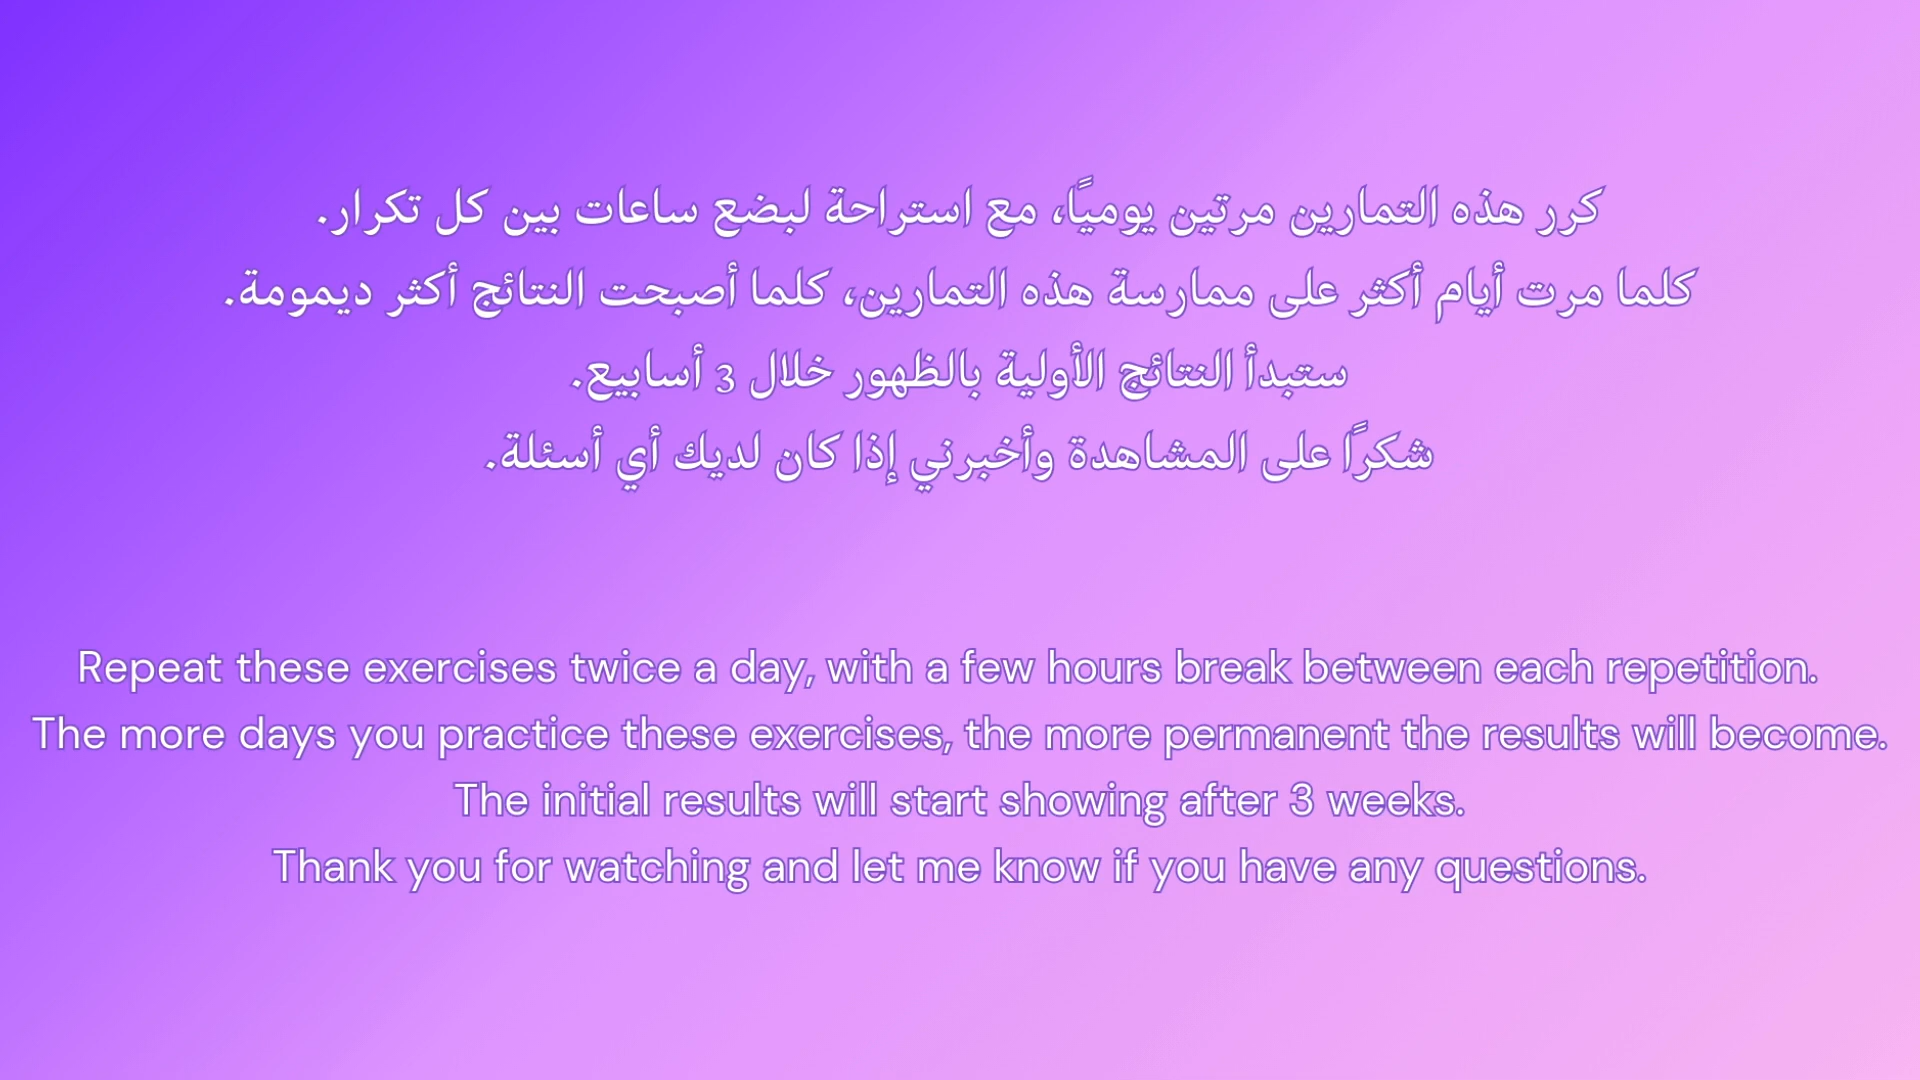 كرر هذه التمارين مرتين يوميًا، مع استراحة لبضع ساعات بين كل تكرار.
كلما مرت أيام أكثر على ممارسة هذه التمارين، كلما أصبحت النتائج أكثر ديمومة.
ستبدأ النتائج الأولية بالظهور خلال 3 أسابيع.
شكرًا على المشاهدة وأخبرني إذا كان لديك أي أسئلة.
Repeat these exercises twice a day, with a few hours break between each repetition.
The more days you practice these exercises, the more permanent the results will become.
The initial results will start showing after 3 weeks.
Thank you for watching and let me know if you have any questions.